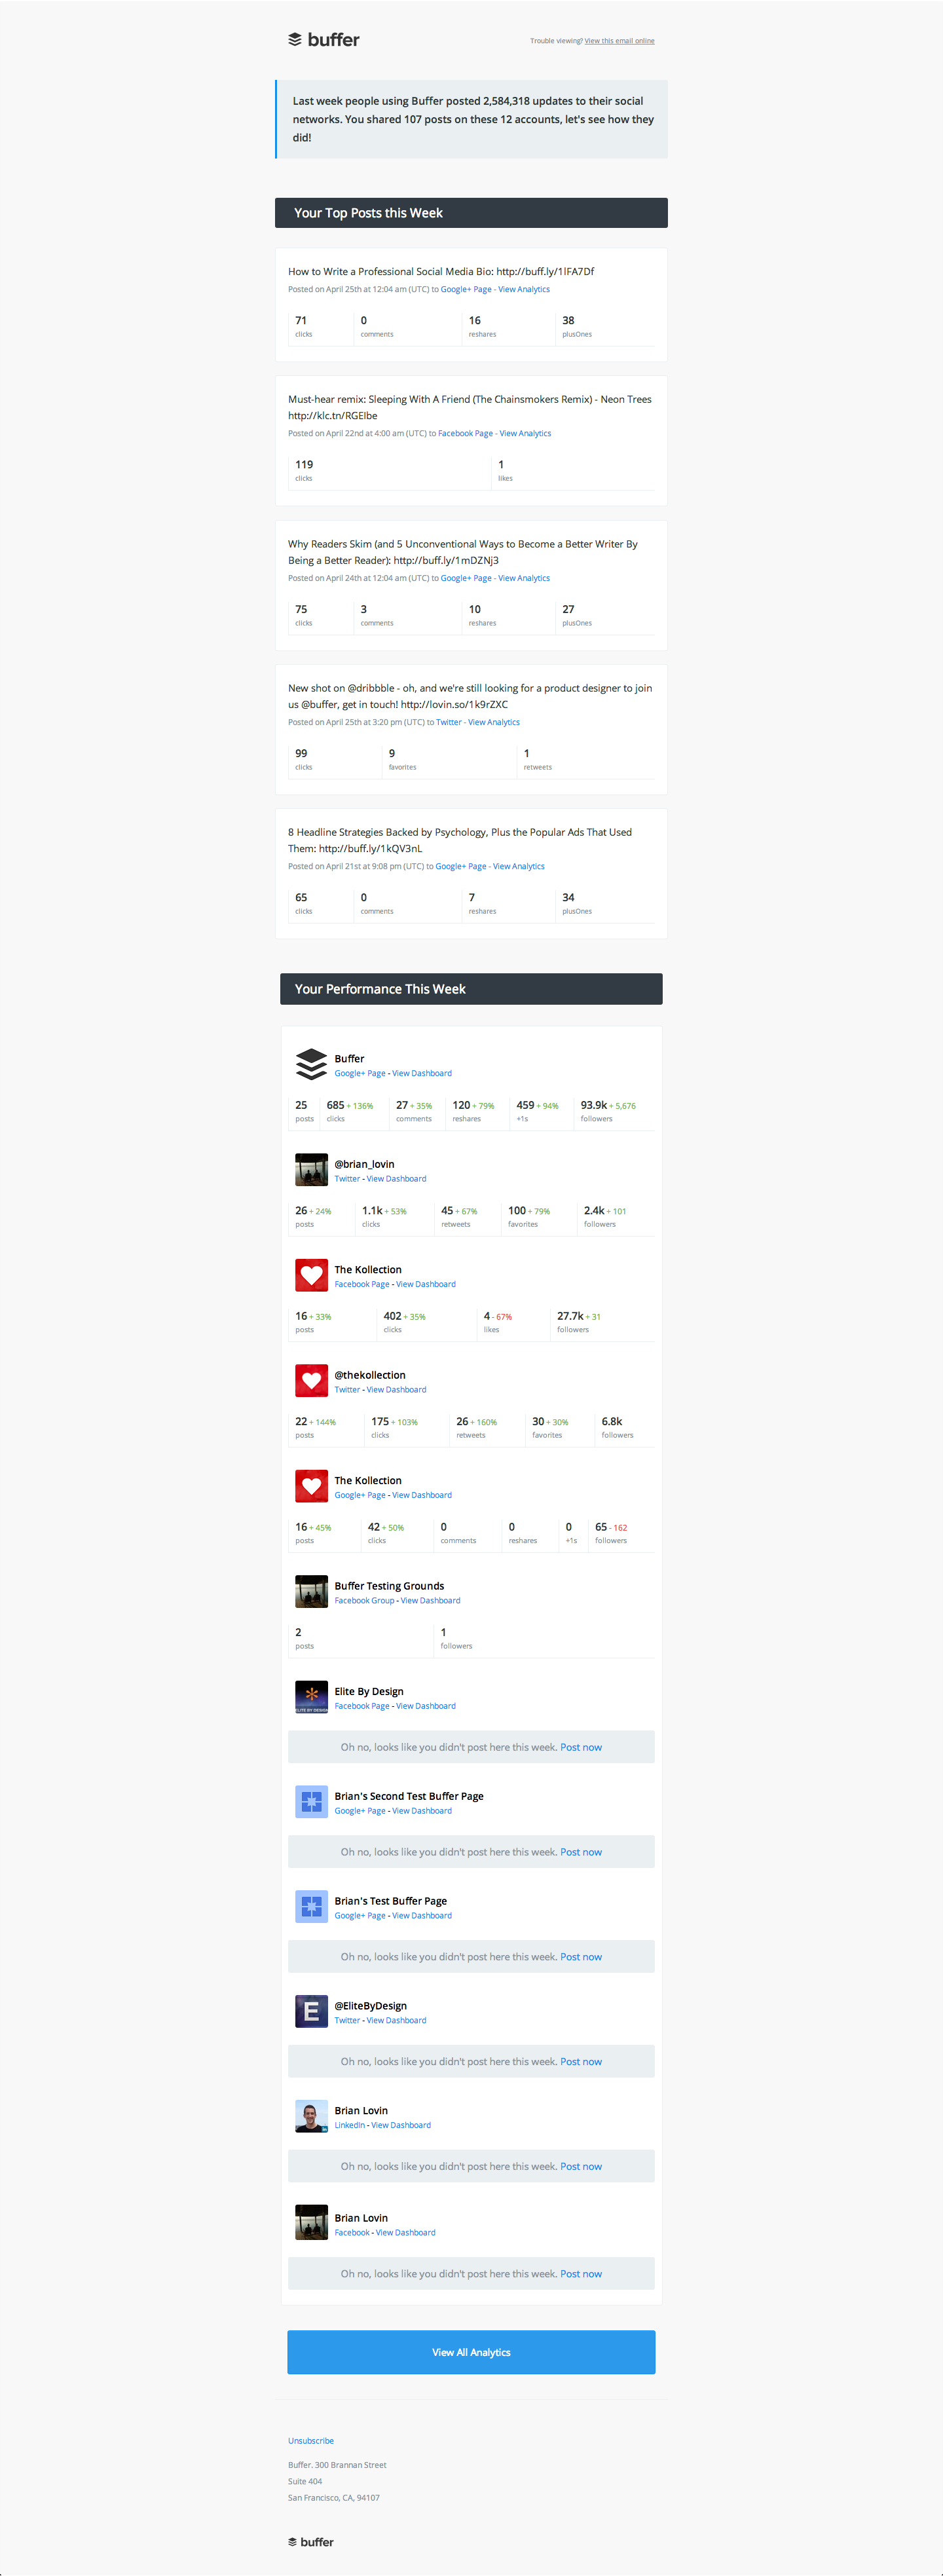 buffer
Trouble viewing? View this email online
Last week people using Buffer posted 2,584,318 updates to their social
networks. You shared 107 posts on these 12 accounts, let's see how they
did!
Your Top Posts this Week
How to Write a Professional Social Media Bio: http://buff.ly/1lFA7Df
Posted on April 25th at 12:04 am (UTC) to Google+ Page - View Analytics
71 0 16 38
clicks comments reshares plusOnes
Must-hear remix: Sleeping With A Friend (The Chainsmokers Remix) - Neon Trees
http://klc.tn/RGEIbe
Posted on April 22nd at 4:00 am (UTC) to Facebook Page - View Analytics
119 1
clicks likes
Why Readers Skim (and 5 Unconventional Ways to Become a Better Writer By
Being a Better Reader): http://buff.ly/1mDZNj3
Posted on April 24th at 12:04 am (UTC) to Google+ Page - View Analytics
75 3 10 27
clicks comments reshares plusOnes
New shot on @dribbble - oh, and we're still looking for a product designer to join
us @buffer, get in touch! http://lovin.so/1k9rZXC
Posted on April 25th at 3:20 pm (UTC) to Twitter - View Analytics
99 9 1
clicks favorites retweets
8 Headline Strategies Backed by Psychology, Plus the Popular Ads That Used
Them: http://buff.ly/1kQV3nL
Posted on April 21st at 9:08 pm (UTC) to Google+ Page - View Analytics
65 0 7 34
clicks comments reshares plusOnes
Your Performance This Week
Buffer
Google+ Page - View Dashboard
25 685 + 136% 27 + 35% 120 + 79% 459 + 94% 93.9k + 5,676
posts clicks comments reshares +1s followers
@brian_lovin
Twitter - View Dashboard
26 + 24% 1.1k + 53% 45 + 67% 100 + 79% 2.4k + 101
posts clicks retweets favorites followers
The Kollection
Facebook Page - View Dashboard
16 + 33% 402 + 35% 4 - 67% 27.7k + 31
posts clicks likes followers
@thekollection
Twitter - View Dashboard
22 + 144% 175 + 103% 26 + 160% 30 + 30% 6.8k
posts clicks retweets favorites followers
The Kollection
Google+ Page - View Dashboard
16 + 45% 42 + 50% 0 0 0 65 - 162
posts clicks comments reshares +1s followers
Buffer Testing Grounds
Facebook Group - View Dashboard
2 1
posts followers
ELITE BY DESIGN
Elite By Design
Facebook Page - View Dashboard
Oh no, looks like you didn't post here this week. Post now
Brian's Second Test Buffer Page
Google+ Page - View Dashboard
Oh no, looks like you didn't post here this week. Post now
Brian's Test Buffer Page
Google+ Page - View Dashboard
Oh no, looks like you didn't post here this week. Post now
E
@EliteByDesign
Twitter - View Dashboard
Oh no, looks like you didn't post here this week. Post now
Brian Lovin
Linkedin - View Dashboard
Oh no, looks like you didn't post here this week. Post now
Brian Lovin
Facebook - View Dashboard
Oh no, looks like you didn't post here this week. Post now
View All Analytics
Unsubscribe
Buffer. 300 Brannan Street
Suite 404
San Francisco, CA, 94107
buffer